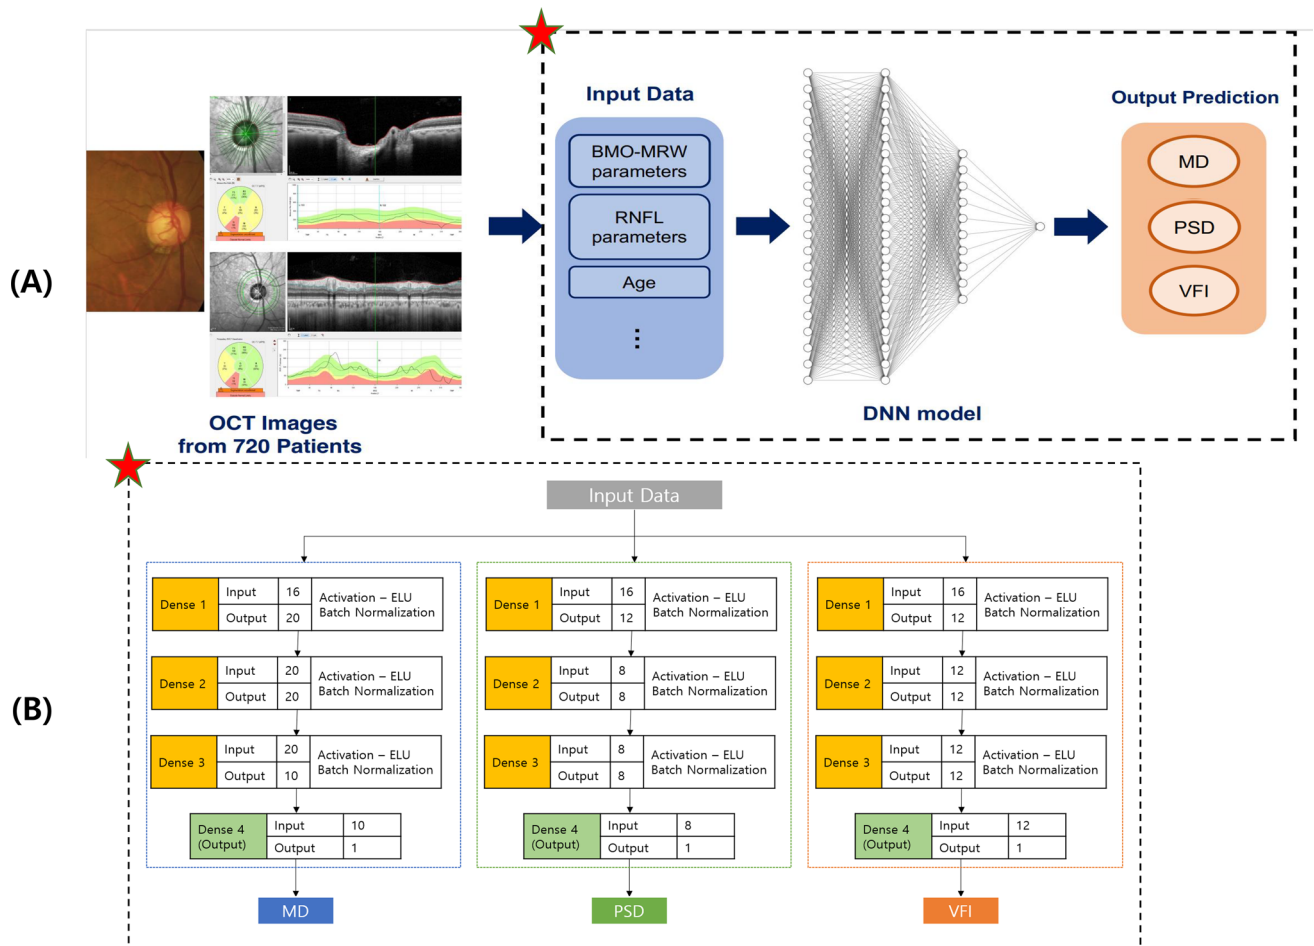 (A)
OCT Images
from 720 Patients
Input Data
BMO-MRW
parameters
RNFL
parameters
Age
...
DNN model
Output Prediction
MD
PSD
VFI
(B)
Input Data
Dense 1
Input 16
Output 20
Activation – ELU
Batch Normalization
Dense 2
Input 20
Output 20
Activation – ELU
Batch Normalization
Dense 3
Input 20
Output 10
Activation – ELU
Batch Normalization
Dense 4
(Output)
Input 10
Output 1
MD
Dense 1
Input 16
Output 12
Activation – ELU
Batch Normalization
Dense 2
Input 8
Output 8
Activation – ELU
Batch Normalization
Dense 3
Input 8
Output 8
Activation – ELU
Batch Normalization
Dense 4
(Output)
Input 8
Output 1
PSD
Dense 1
Input 16
Output 12
Activation – ELU
Batch Normalization
Dense 2
Input 12
Output 12
Activation – ELU
Batch Normalization
Dense 3
Input 12
Output 12
Activation – ELU
Batch Normalization
Dense 4
(Output)
Input 12
Output 1
VFI